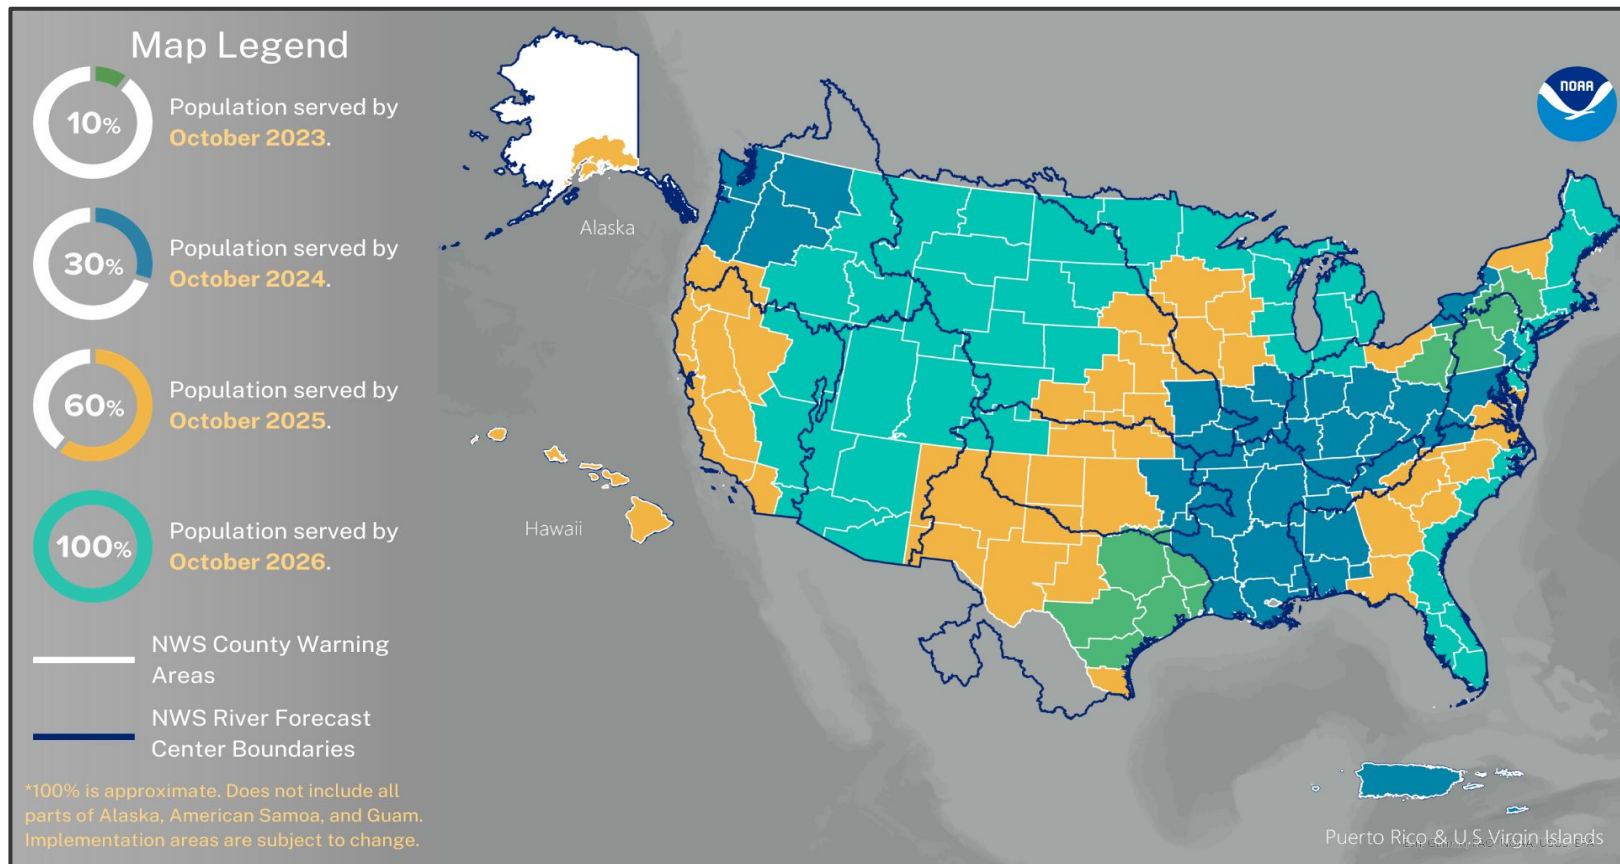 Map Legend
10%
Population served by
October 2023.
30%
Population served by
October 2024.
60%
Population served by
October 2025.
100%
Population served by
October 2026.
NWS County Warning
Areas
NWS River Forecast
Center Boundaries
*100% is approximate. Does not include all
parts of Alaska, American Samoa, and Guam.
Implementation areas are subject to change.
NOAA
Alaska
Hawaii
Puerto Rico & U.S Virgin Islands